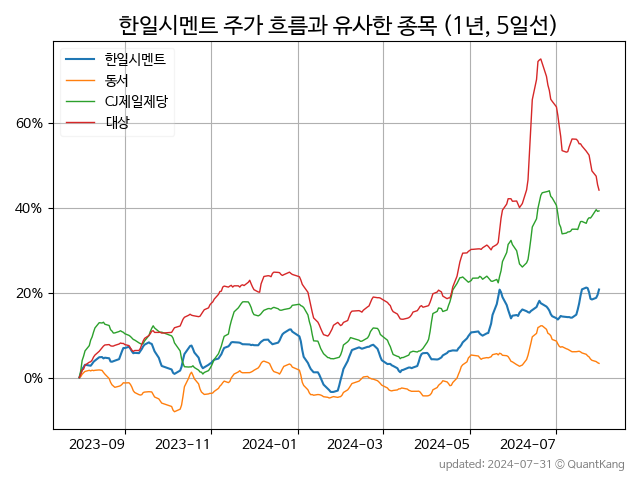 한일시멘트 주가 흐름과 유사한 종목 (1년, 5일선)
한일시멘트
동서
CJ제일제당
대상
60%
40%
20%
0%
2023-09 2023-11 2024-01 2024-03 2024-05 2024-07
updated: 2024-07-31 © QuantKang